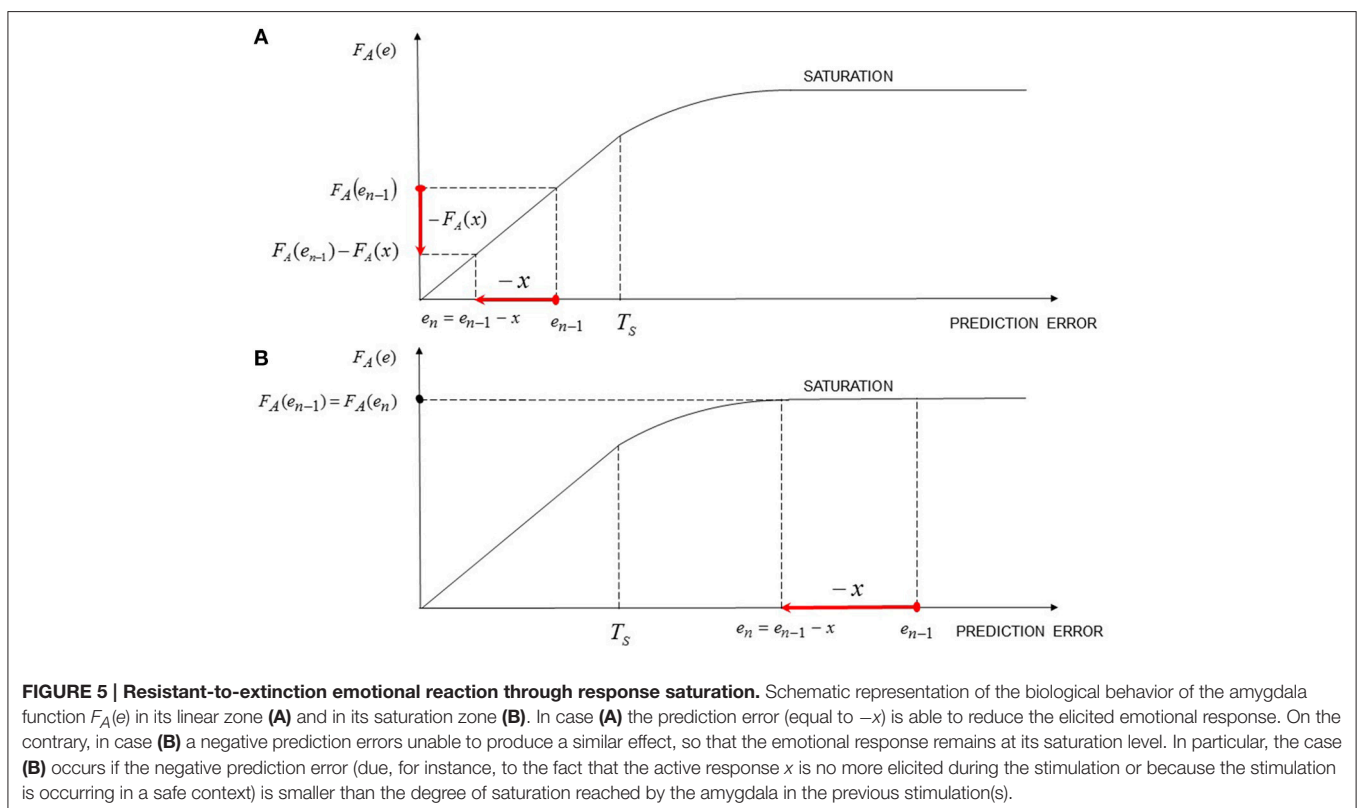 A
F_A(e)
SATURATION
F_A(e_{n−1})
−F_A(x)
F_A(e_{n−1})−F_A(x)
−x
e_n = e_{n−1} − x
e_{n−1}
T_S
PREDICTION ERROR
B
F_A(e)
SATURATION
F_A(e_{n−1}) = F_A(e_n)
−x
T_S
e_n = e_{n−1} − x
e_{n−1}
PREDICTION ERROR
FIGURE 5 | Resistant-to-extinction emotional reaction through response saturation. Schematic representation of the biological behavior of the amygdala
function F_A(e) in its linear zone (A) and in its saturation zone (B). In case (A) the prediction error (equal to −x) is able to reduce the elicited emotional response. On the
contrary, in case (B) a negative prediction errors unable to produce a similar effect, so that the emotional response remains at its saturation level. In particular, the case
(B) occurs if the negative prediction error (due, for instance, to the fact that the active response x is no more elicited during the stimulation or because the stimulation
is occurring in a safe context) is smaller than the degree of saturation reached by the amygdala in the previous stimulation(s).